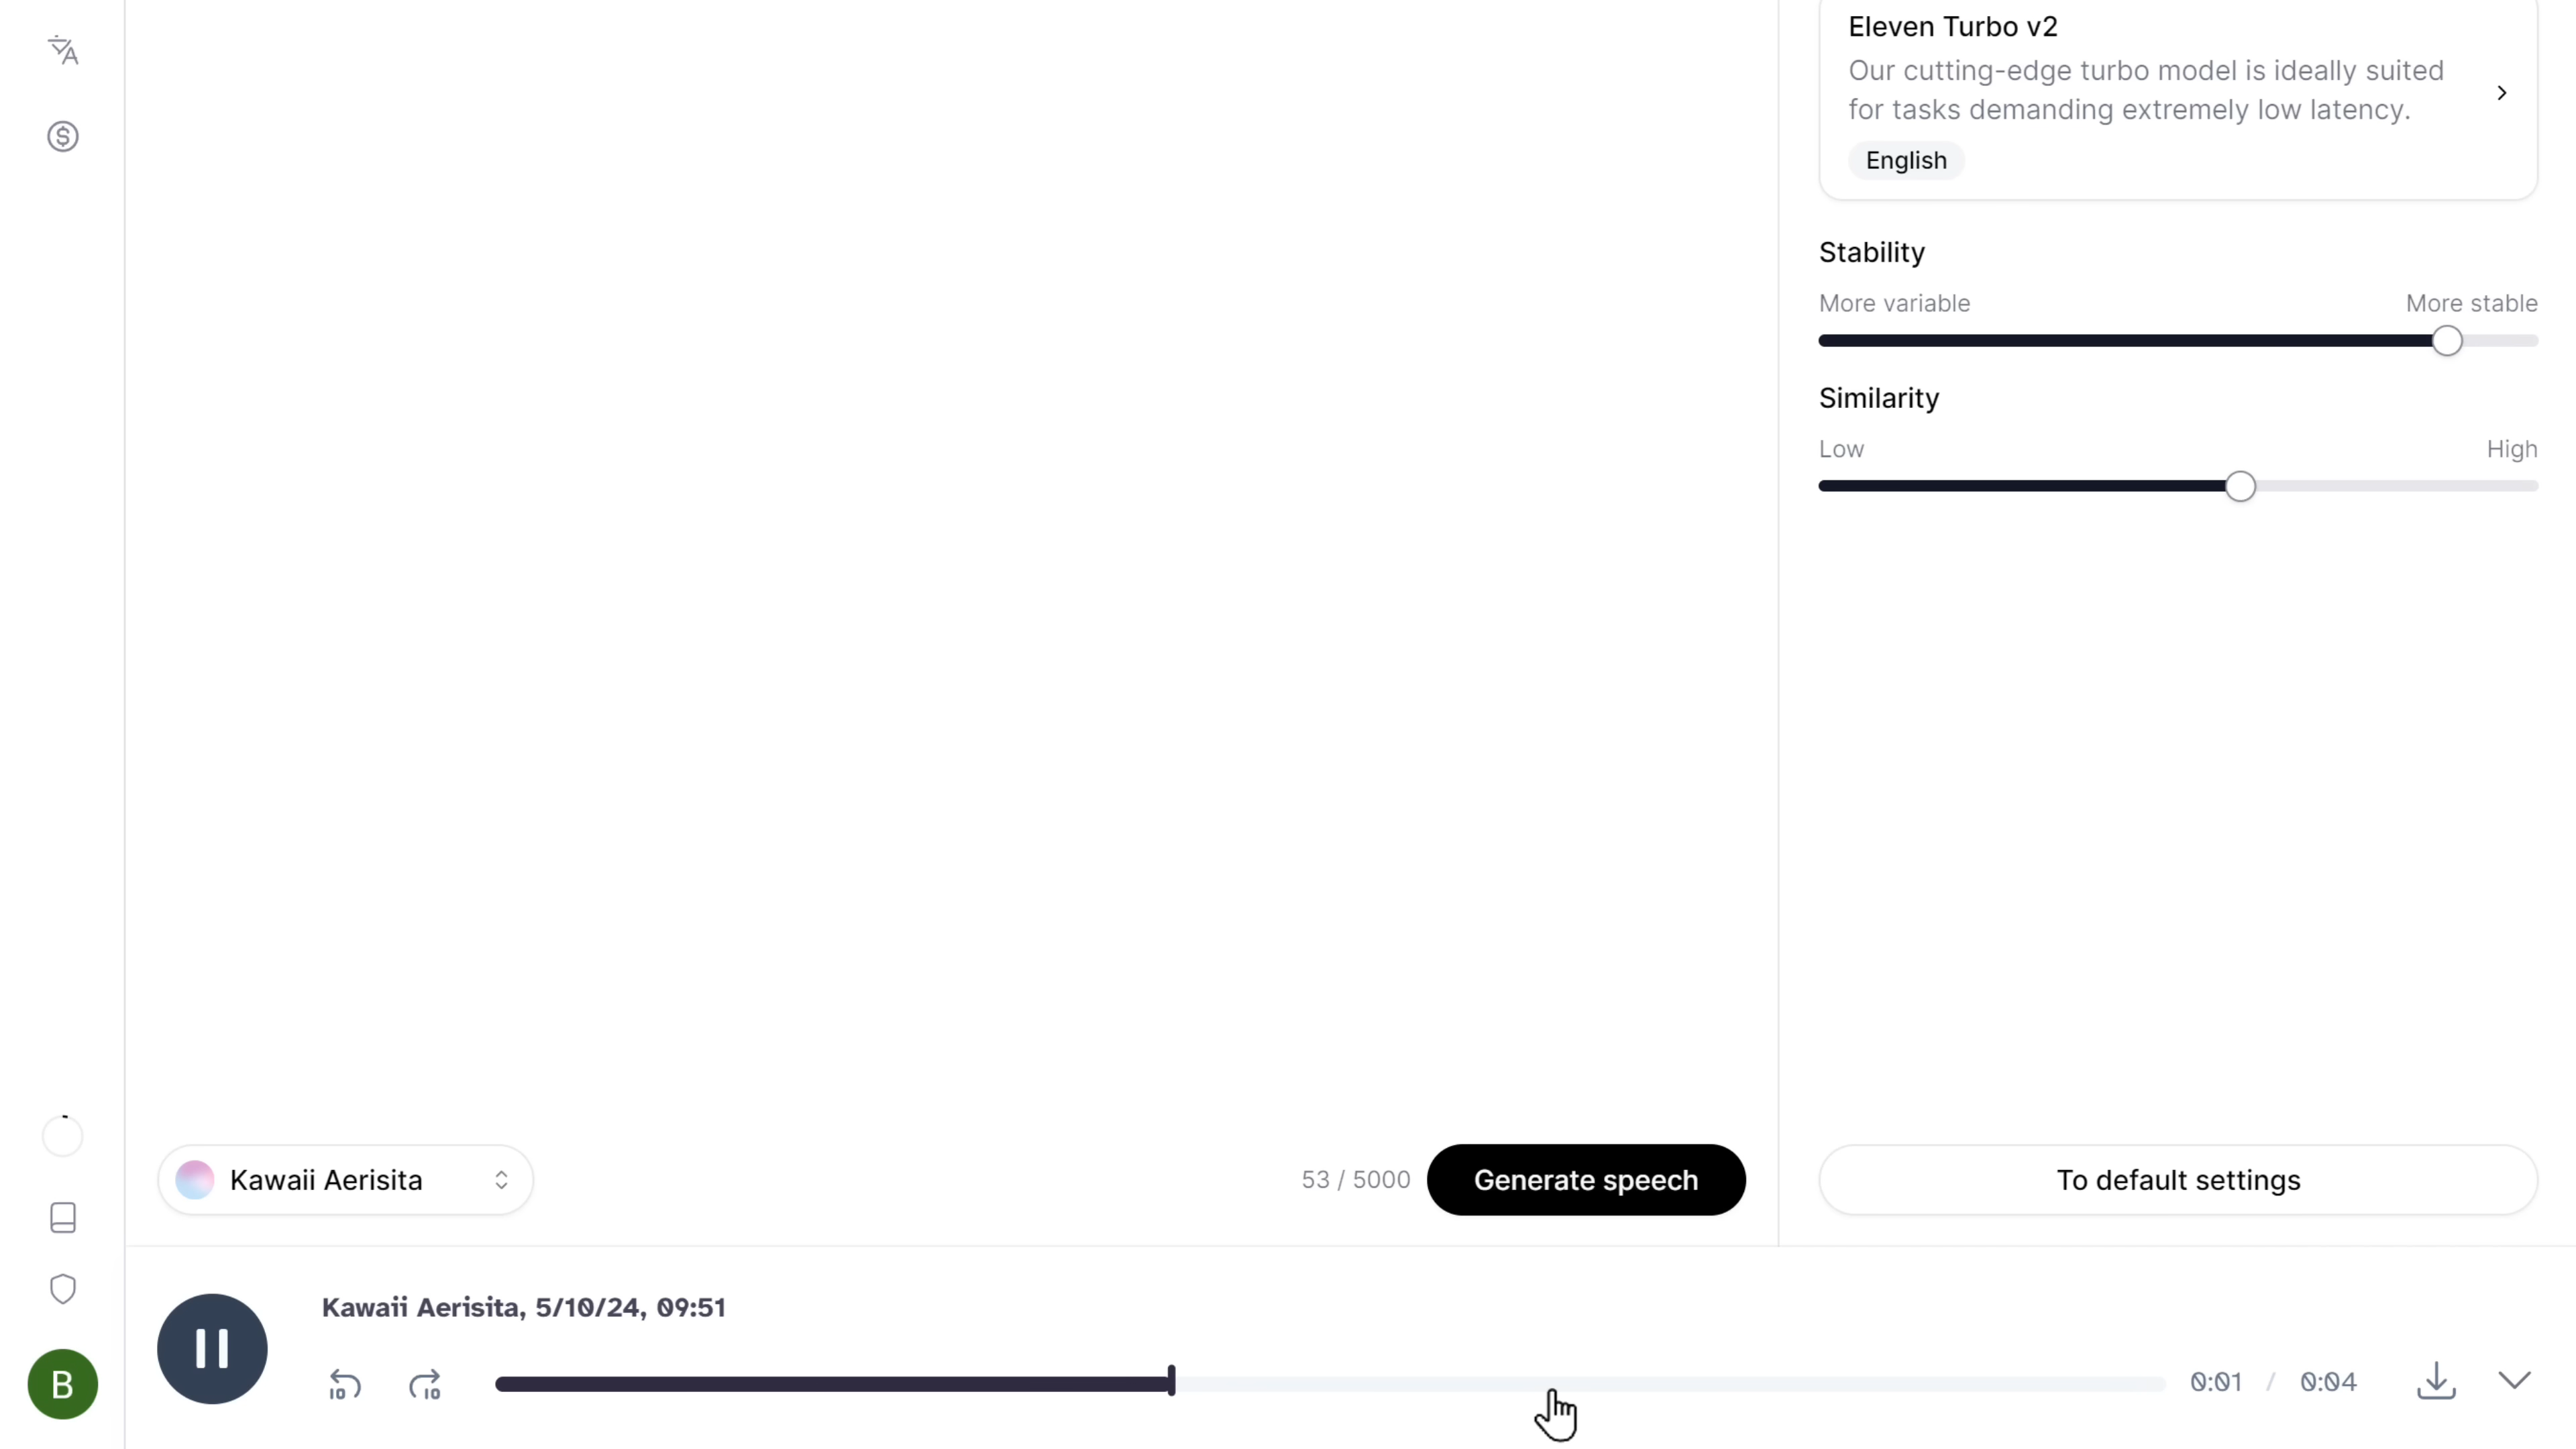 Eleven Turbo v2
Our cutting-edge turbo model is ideally suited
for tasks demanding extremely low latency.
English
Stability
More variable
More stable
Similarity
Low
High
Kawaii Aerisita
53 / 5000
Generate speech
To default settings
Kawaii Aerisita, 5/10/24, 09:51
10
10
0:01 / 0:04
B